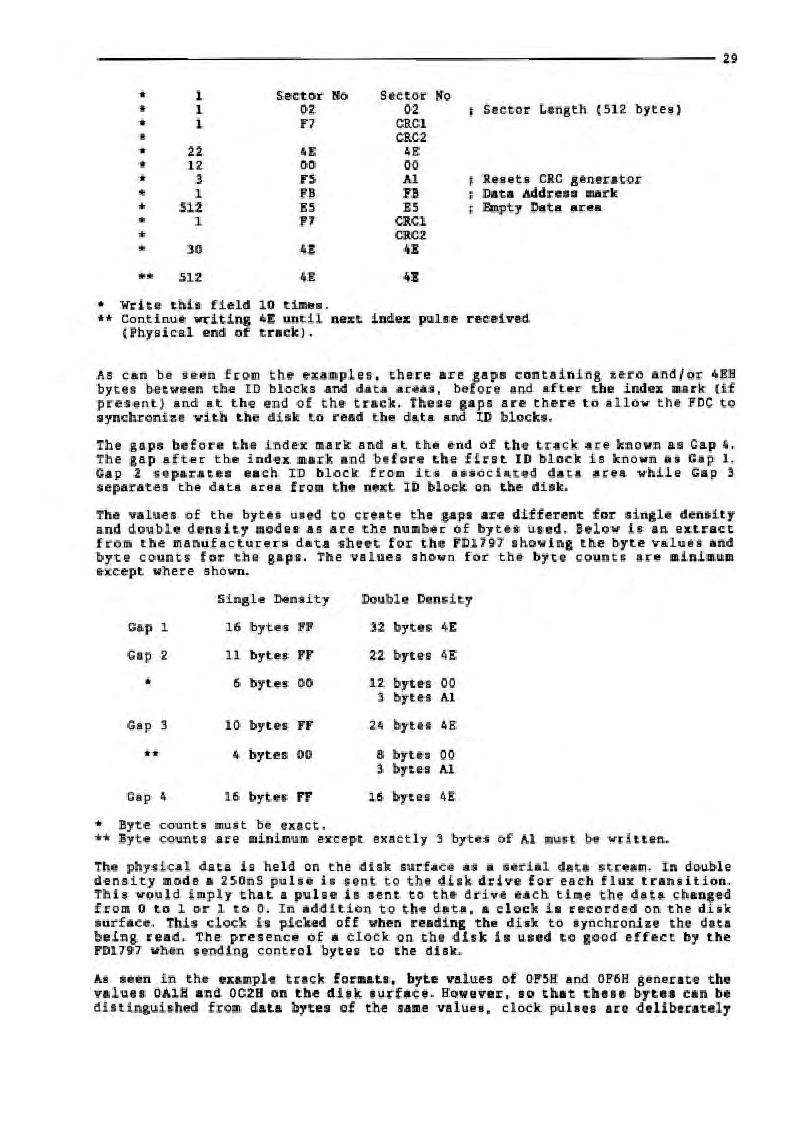 29
* 1 Sector No Sector No
* 1 02 02 ; Sector Length (512 bytes)
* 1 F7 CRC1
* CRC2
* 22 4E 4E
* 12 00 00
* 3 F5 A1 ; Resets CRC generator
* 1 FB FB ; Data Address mark
* 512 E5 E5 ; Empty Data area
* 1 F7 CRC1
* CRC2
* 30 4E 4E
** 512 4E 4E
* Write this field 10 times.
** Continue writing 4E until next index pulse received
(Physical end of track).
As can be seen from the examples, there are gaps containing zero and/or 4EH
bytes between the ID blocks and data areas, before and after the index mark (if
present) and at the end of the track. These gaps are there to allow the FDC to
synchronize with the disk to read the data and ID blocks.
The gaps before the index mark and at the end of the track are known as Gap 4.
The gap after the index mark and before the first ID block is known as Gap 1.
Gap 2 separates each ID block from its associated data area while Gap 3
separates the data area from the next ID block on the disk.
The values of the bytes used to create the gaps are different for single density
and double density modes as are the number of bytes used. Below is an extract
from the manufacturers data sheet for the FD1797 showing the byte values and
byte counts for the gaps. The values shown for the byte counts are minimum
except where shown.
Single Density Double Density
Gap 1 16 bytes FF 32 bytes 4E
Gap 2 11 bytes FF 22 bytes 4E
* 6 bytes 00 12 bytes 00
3 bytes A1
Gap 3 10 bytes FF 24 bytes 4E
** 4 bytes 00 8 bytes 00
3 bytes A1
Gap 4 16 bytes FF 16 bytes 4E
* Byte counts must be exact.
** Byte counts are minimum except exactly 3 bytes of A1 must be written.
The physical data is held on the disk surface as a serial data stream. In double
density mode a 250nS pulse is sent to the disk drive for each flux transition.
This would imply that a pulse is sent to the drive each time the data changed
from 0 to 1 or 1 to 0. In addition to the data, a clock is recorded on the disk
surface. This clock is picked off when reading the disk to synchronize the data
being read. The presence of a clock on the disk is used to good effect by the
FD1797 when sending control bytes to the disk.
As seen in the example track formats, byte values of 0F5H and 0F6H generate the
values 0A1H and 0C2H on the disk surface. However, so that these bytes can be
distinguished from data bytes of the same values, clock pulses are deliberately